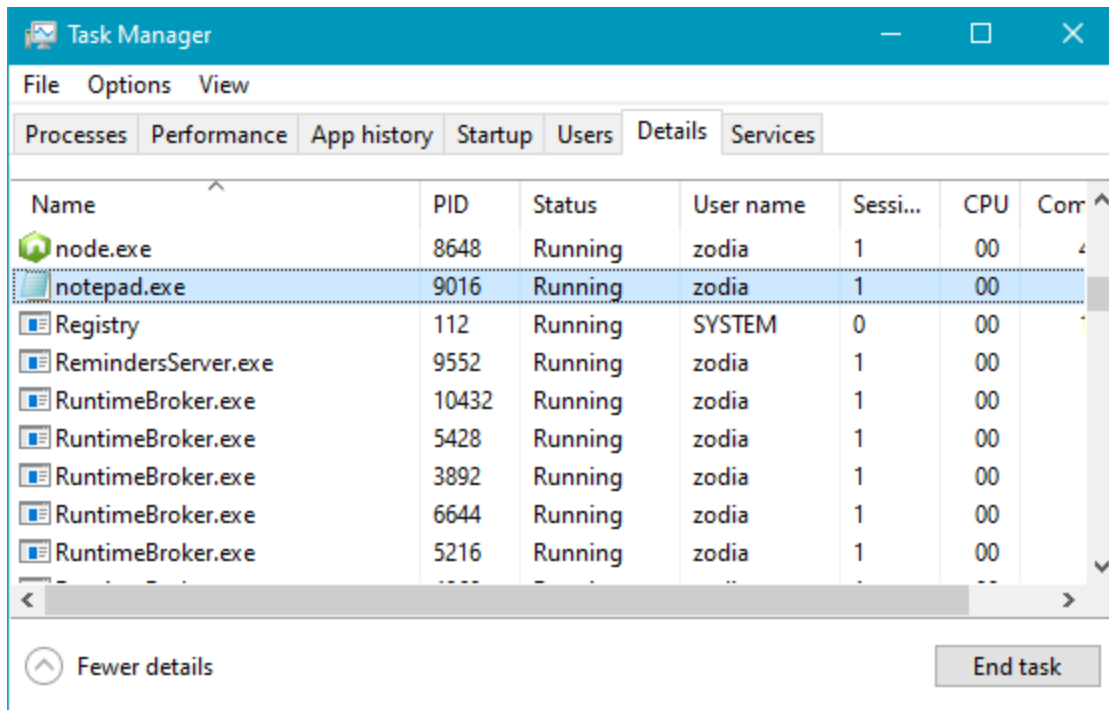 Task Manager
File Options View
Processes Performance App history Startup Users Details Services
Name PID Status User name Sessi... CPU Com
node.exe 8648 Running zodia 1 00 4
notepad.exe 9016 Running zodia 1 00
Registry 112 Running SYSTEM 0 00 1
RemindersServer.exe 9552 Running zodia 1 00
RuntimeBroker.exe 10432 Running zodia 1 00
RuntimeBroker.exe 5428 Running zodia 1 00
RuntimeBroker.exe 3892 Running zodia 1 00
RuntimeBroker.exe 6644 Running zodia 1 00
RuntimeBroker.exe 5216 Running zodia 1 00
Fewer details End task